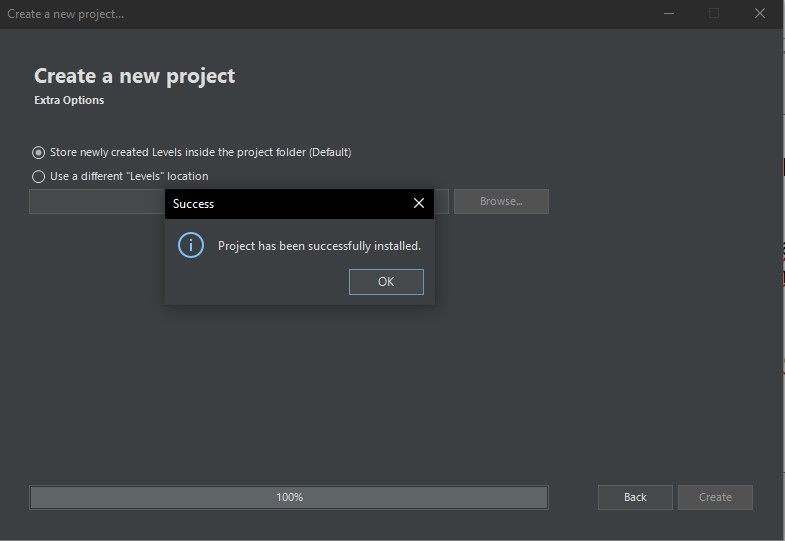 Create a new project...
Create a new project
Extra Options
Store newly created Levels inside the project folder (Default)
Use a different "Levels" location
Browse...
Success
Project has been successfully installed.
OK
100%
Back
Create